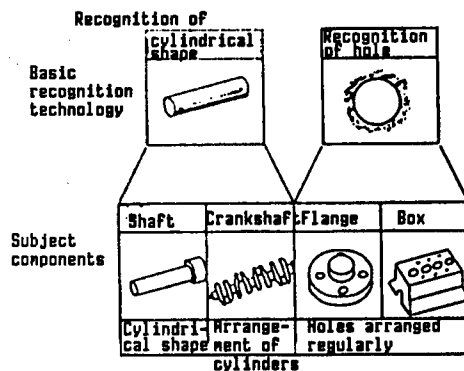 Recognition of
cylindrical
shape
Recognition
of hole
Basic
recognition
technology
Shaft
Crankshaft
Flange
Box
Subject
components
Cylindri-
cal shape
Arrange-
ment of
cylinders
Holes arranged
regularly